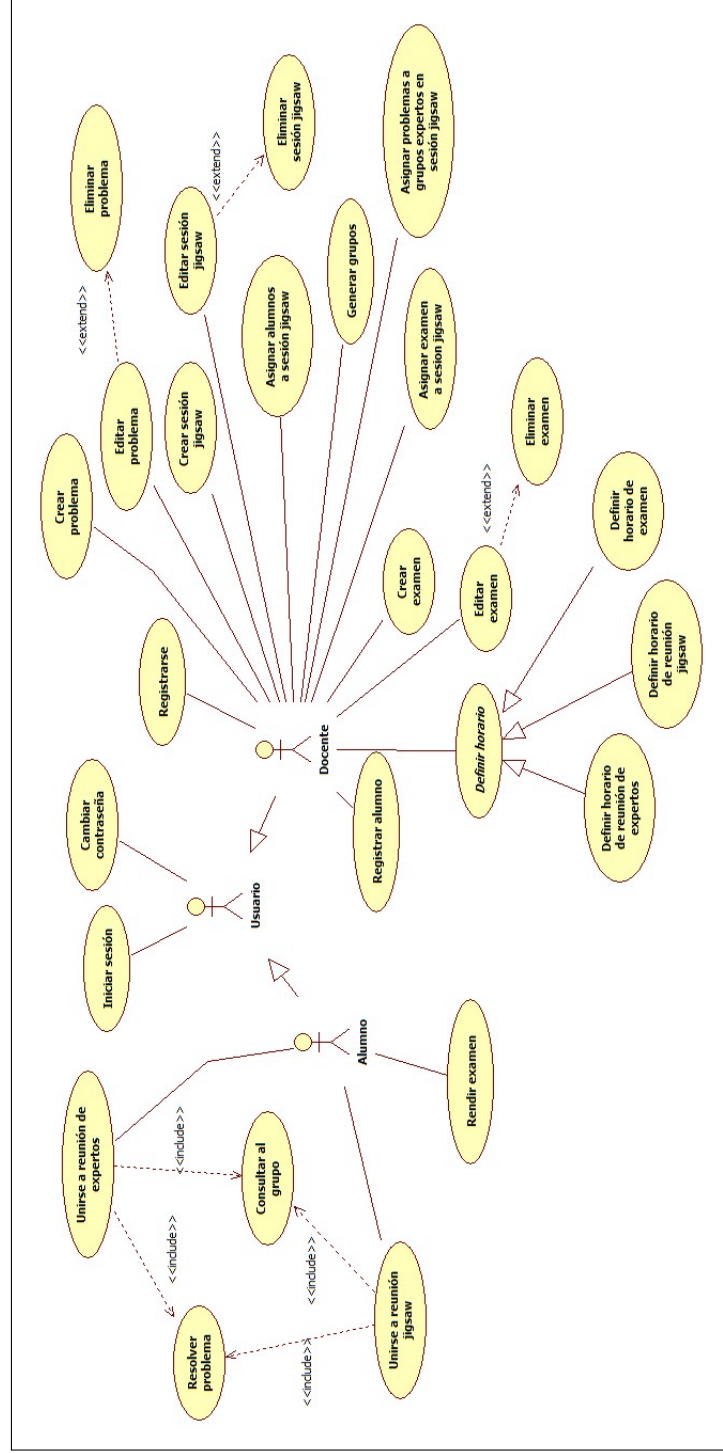 Unirse a reunión de
expertos
<<include>>
<<include>>
Resolver
problema
Consultar al
grupo
<<include>>
<<include>>
Unirse a reunión
jigsaw
Alumno
Rendir examen
Iniciar sesión
Cambiar
contraseña
Usuario
Registrarse
Docente
Registrar alumno
Crear
problema
Editar
problema
<<extend>>
Eliminar
problema
Crear sesión
jigsaw
Editar sesión
jigsaw
<<extend>>
Eliminar
sesión jigsaw
Asignar alumnos
a sesión jigsaw
Generar grupos
Asignar problemas a
grupos expertos en
sesión jigsaw
Asignar examen
a sesion jigsaw
Crear
examen
Editar
examen
<<extend>>
Eliminar
examen
Definir horario
Definir horario
de reunión de
expertos
Definir horario
de reunión
jigsaw
Definir
horario de
examen